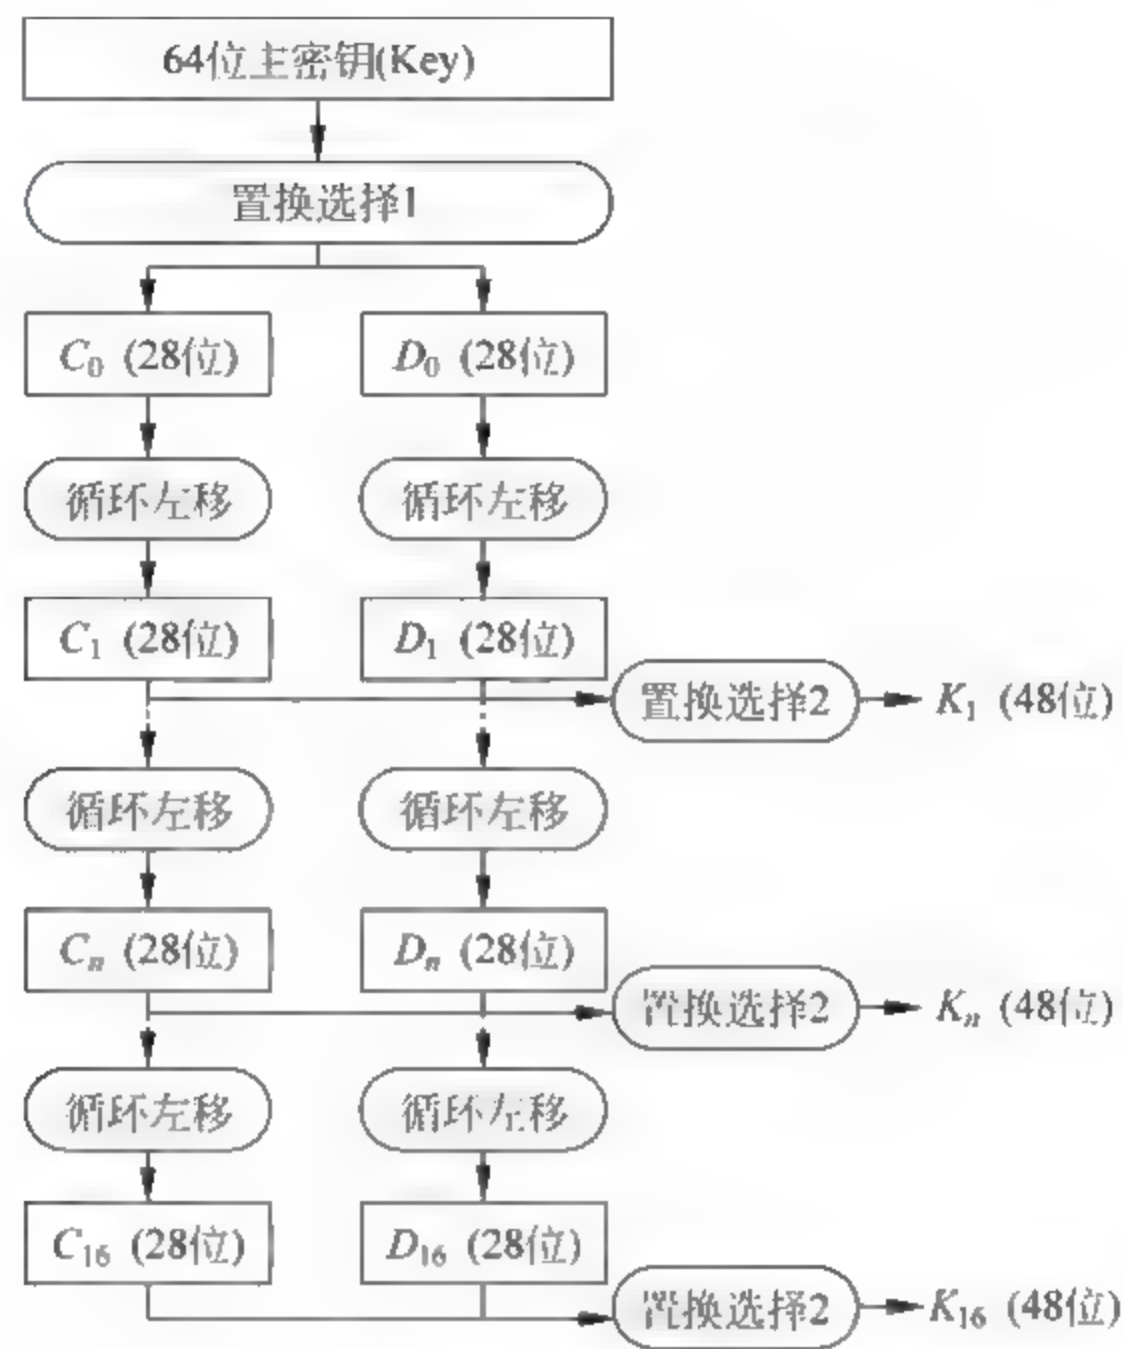 64位主密钥(Key)
置换选择1
C₀ (28位) D₀ (28位)
循环左移 循环左移
C₁ (28位) D₁ (28位)
置换选择2 K₁ (48位)
循环左移 循环左移
Cₙ (28位) Dₙ (28位)
置换选择2 Kₙ (48位)
循环左移 循环左移
C₁₆ (28位) D₁₆ (28位)
置换选择2 K₁₆ (48位)